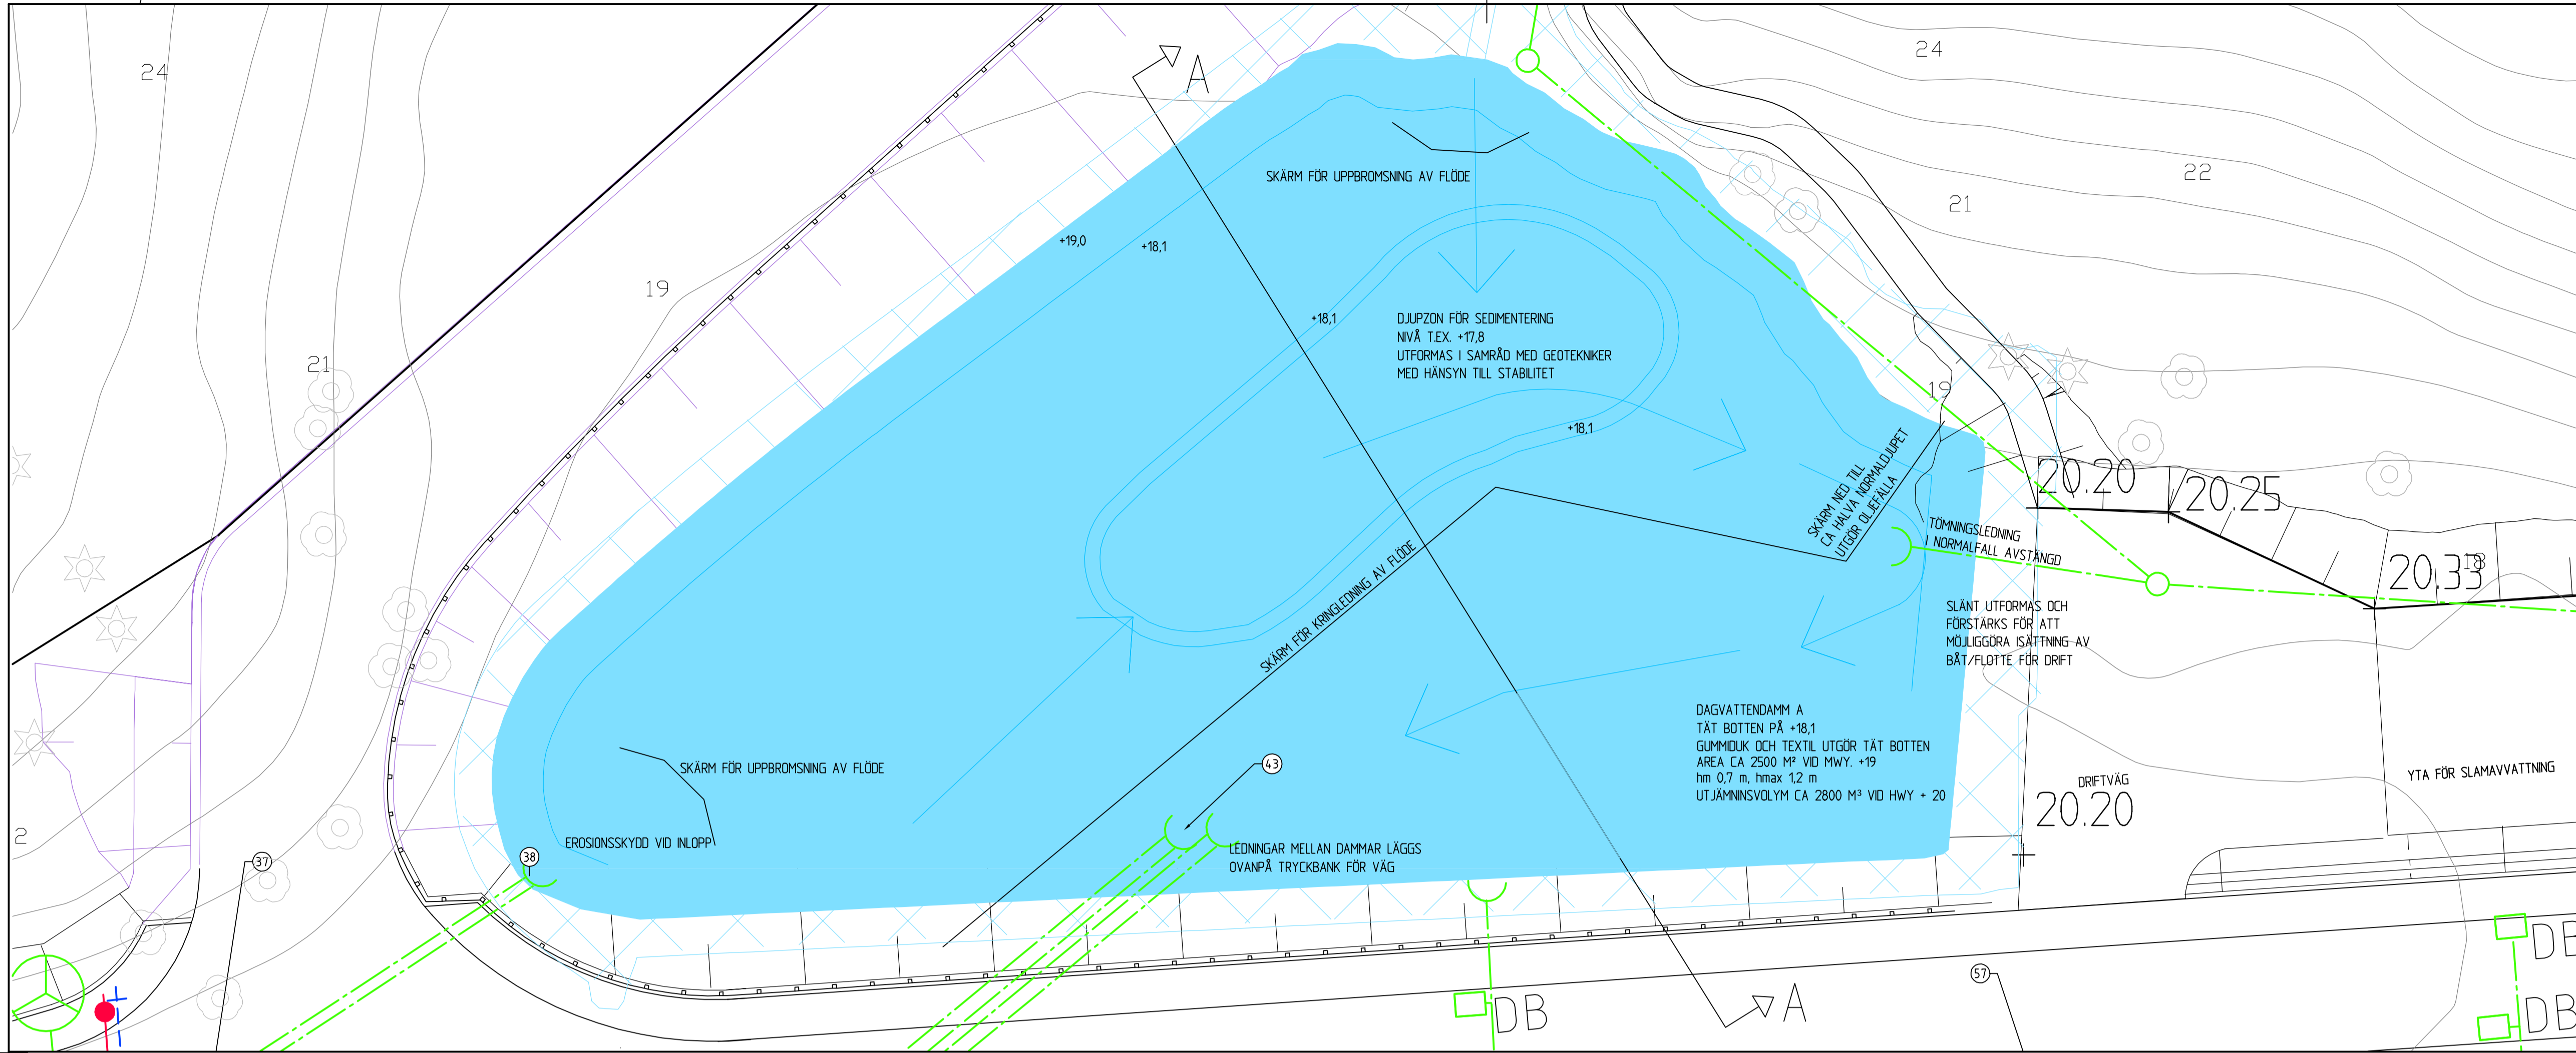 24
A
24
22
21
SKÄRM FÖR UPPBROMSNING AV FLÖDE
+19,0
+18,1
19
21
+18,1
DJUPZON FÖR SEDIMENTERING
NIVÅ T.EX. +17,8
UTFORMAS I SAMRÅD MED GEOTEKNIKER
MED HÄNSYN TILL STABILITET
19
+18,1
SKÄRM NED TILL
CA HALVA NORMALDJUPET
UTGÖR OLJEFÄLLA
20.20
20.25
TÖMNINGSLEDNING
I NORMALFALL AVSTÄNGD
20.33
18
SKÄRM FÖR KRINGLEDNING AV FLÖDE
SLÄNT UTFORMAS OCH
FÖRSTÄRKS FÖR ATT
MÖJLIGGÖRA ISÄTTNING AV
BÅT/FLOTTE FÖR DRIFT
DAGVATTENDAMM A
TÄT BOTTEN PÅ +18,1
GUMMIDUK OCH TEXTIL UTGÖR TÄT BOTTEN
AREA CA 2500 M² VID MWY. +19
hm 0,7 m, hmax 1,2 m
UTJÄMNINSVOLYM CA 2800 M³ VID HWY + 20
43
SKÄRM FÖR UPPBROMSNING AV FLÖDE
DRIFTVÄG
20.20
YTA FÖR SLAMAVVATTNING
2
EROSIONSSKYDD VID INLOPP
37
38
LEDNINGAR MELLAN DAMMAR LÄGGS
OVANPÅ TRYCKBANK FÖR VÄG
57
DB
A
DB
DB